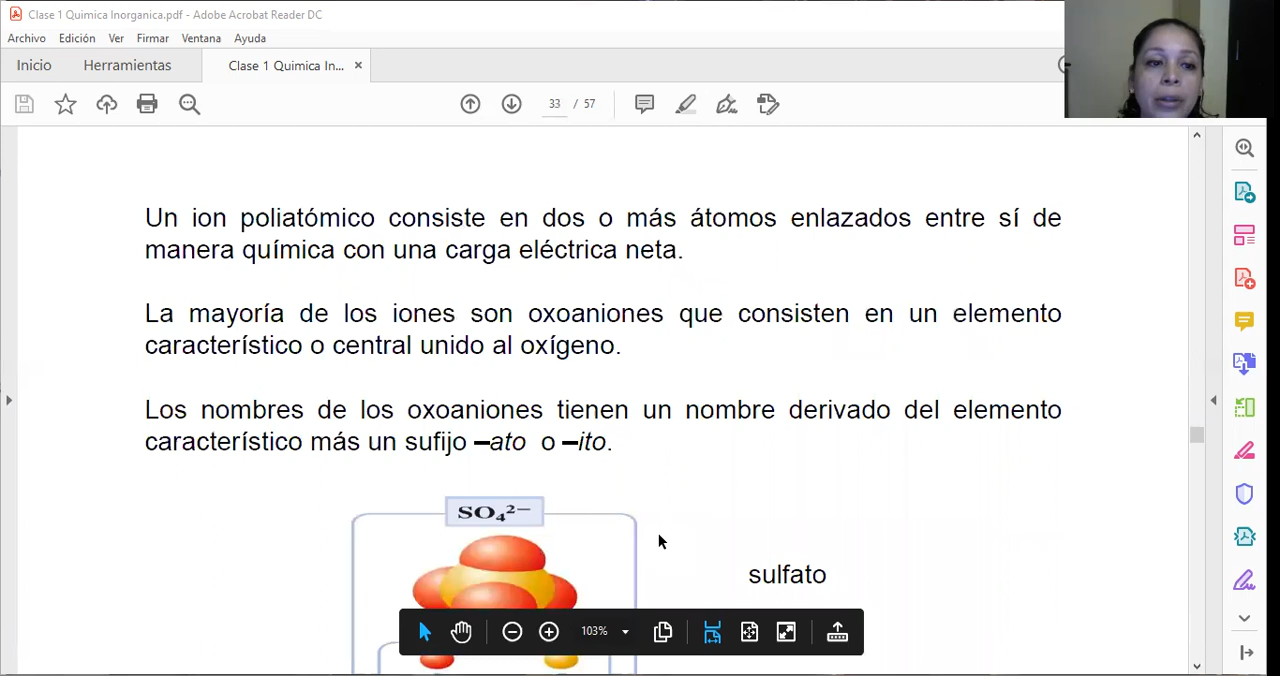 Clase 1 Quimica Inorganica.pdf - Adobe Acrobat Reader DC
Archivo Edición Ver Firmar Ventana Ayuda
Inicio Herramientas Clase 1 Quimica In... ×
33 / 57
Un ion poliatómico consiste en dos o más átomos enlazados entre sí de
manera química con una carga eléctrica neta.
La mayoría de los iones son oxoaniones que consisten en un elemento
característico o central unido al oxígeno.
Los nombres de los oxoaniones tienen un nombre derivado del elemento
característico más un sufijo –ato o –ito.
SO₄²⁻
sulfato
103%